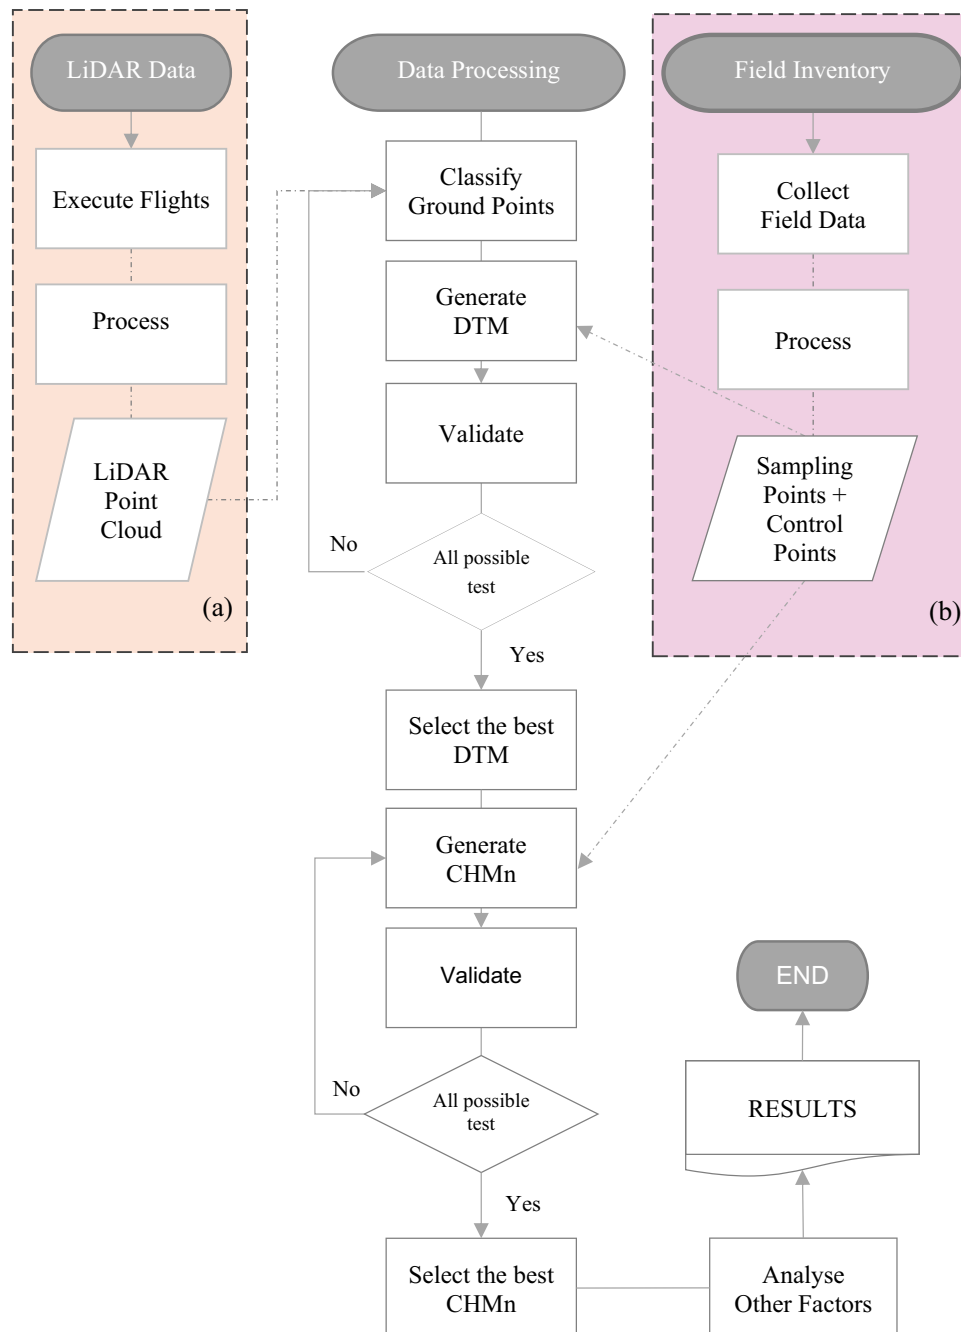 LiDAR Data
Execute Flights
Process
LiDAR
Point
Cloud
(a)
Data Processing
Classify
Ground Points
Generate
DTM
Validate
All possible
test
No
Yes
Select the best
DTM
Generate
CHMn
Validate
All possible
test
No
Yes
Select the best
CHMn
Field Inventory
Collect
Field Data
Process
Sampling
Points +
Control
Points
(b)
END
RESULTS
Analyse
Other Factors